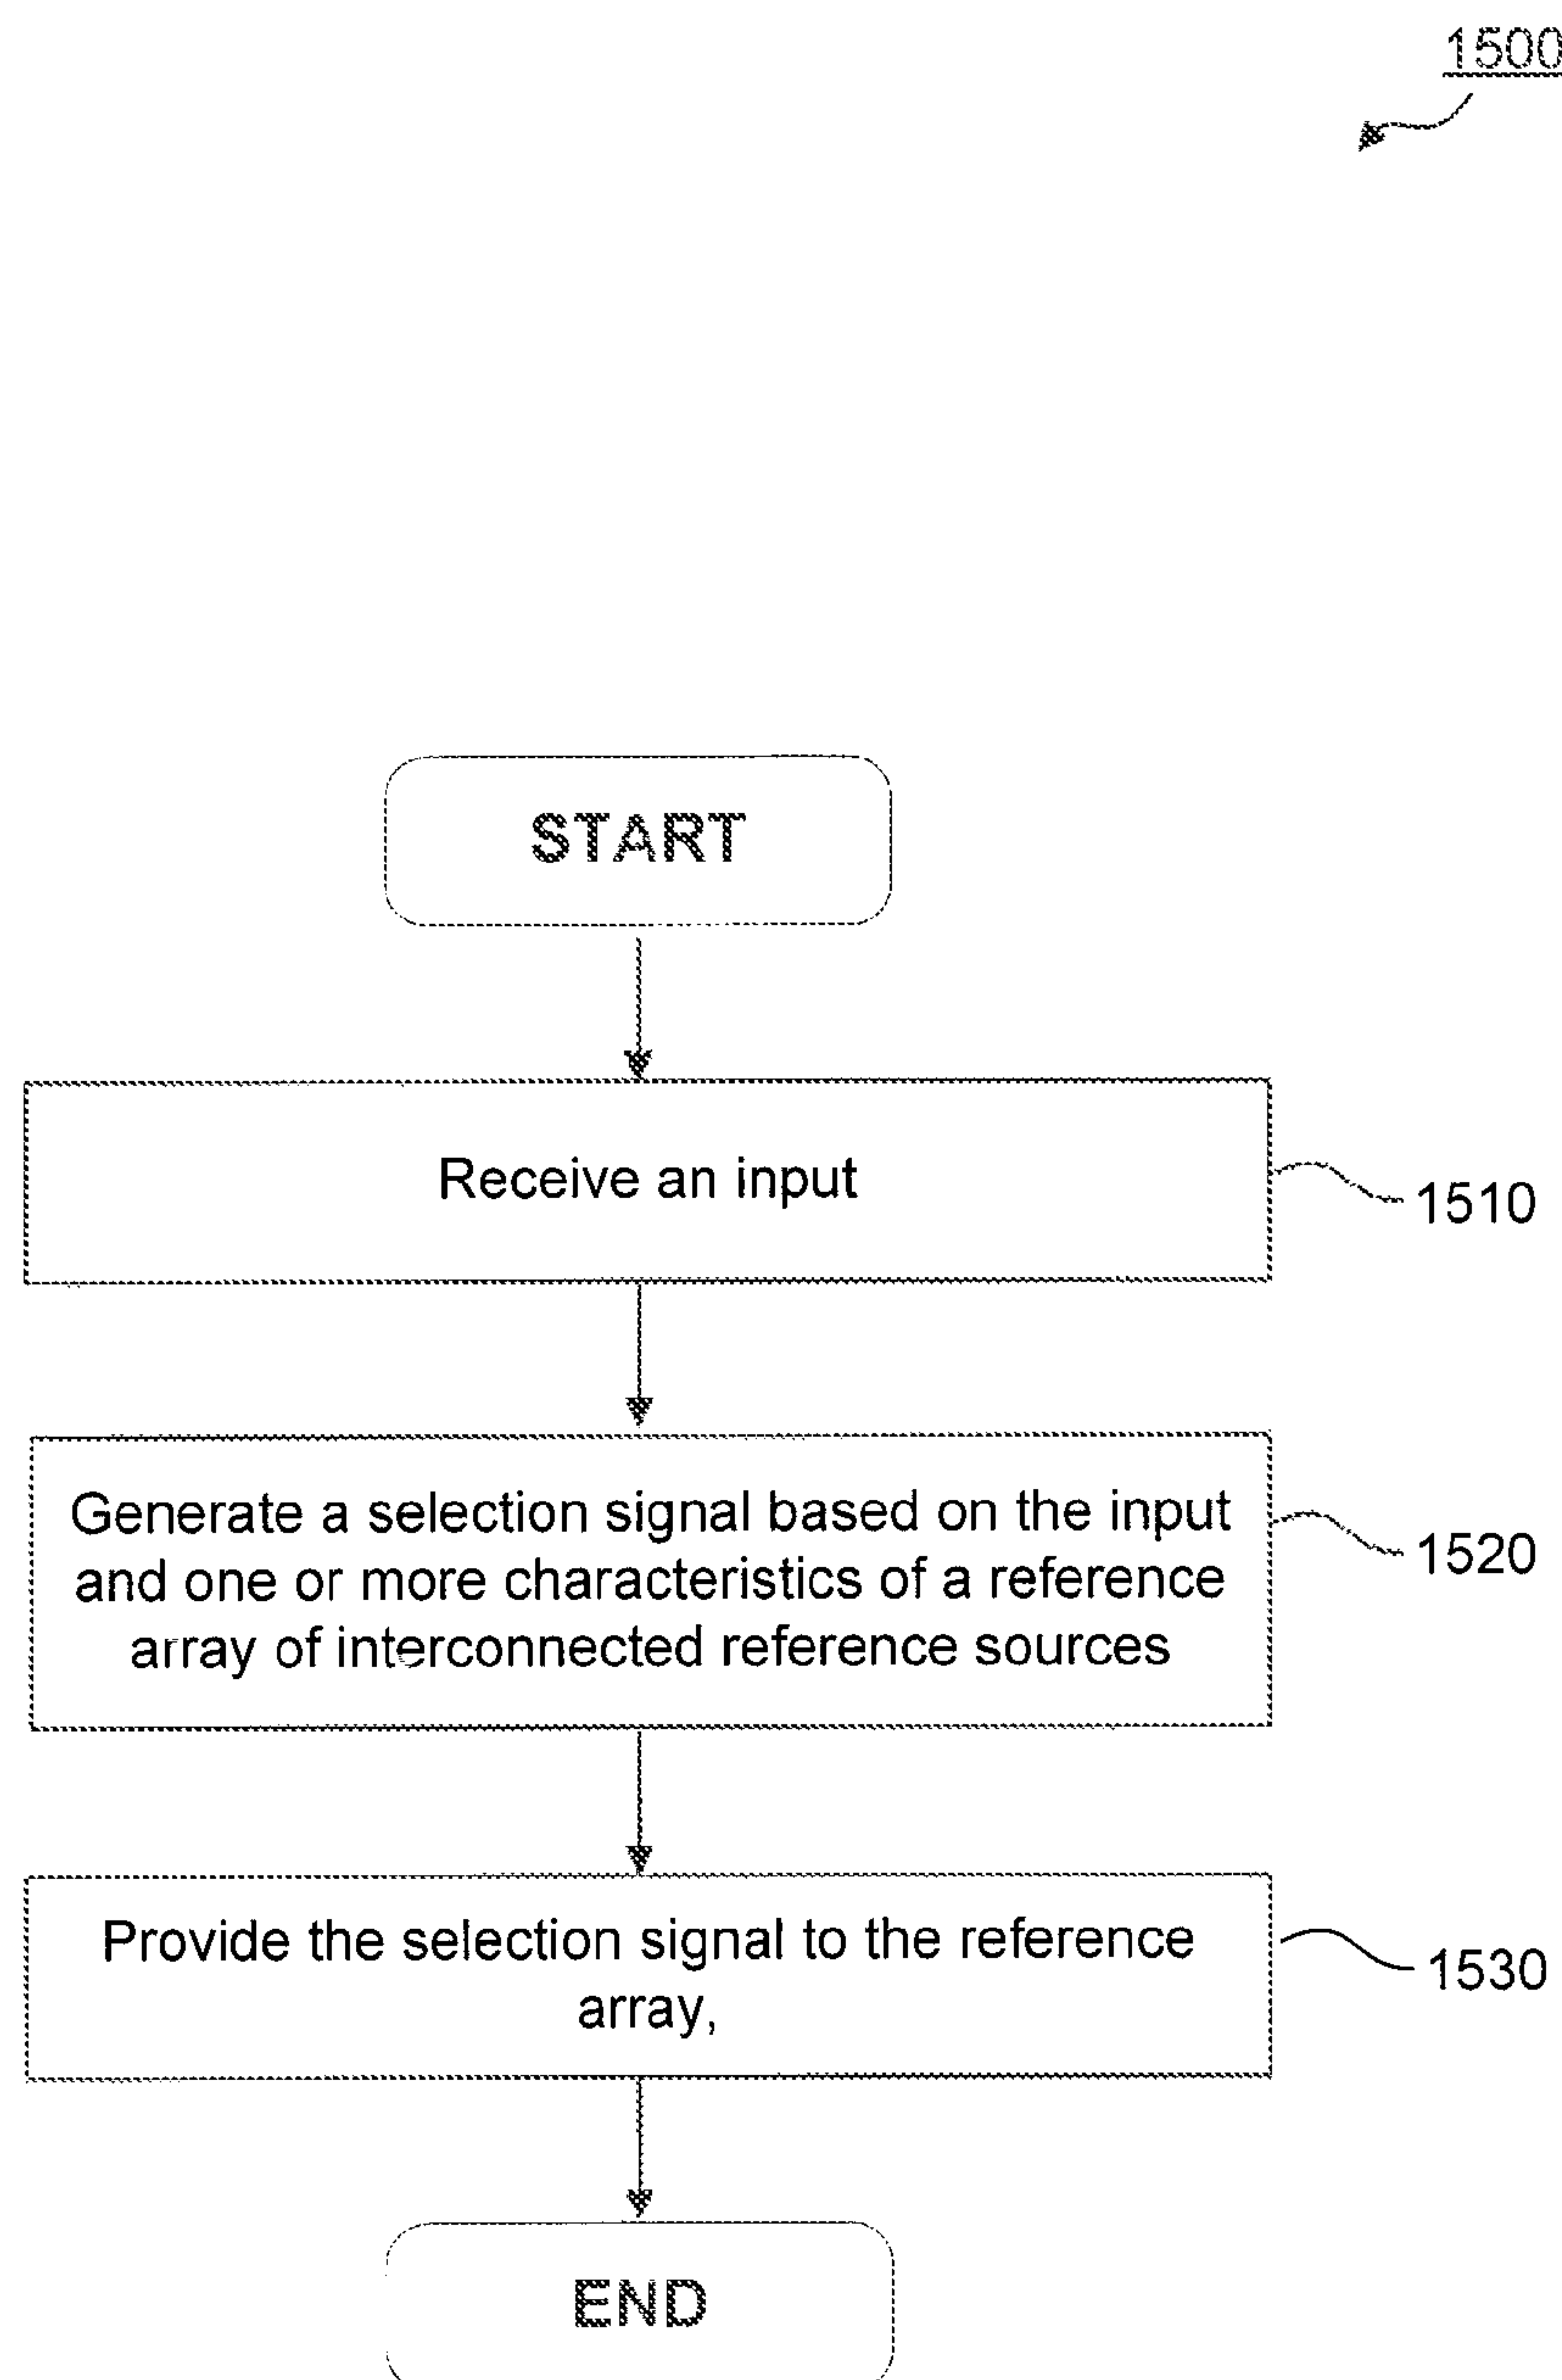 1500
START
Receive an input
1510
Generate a selection signal based on the input
and one or more characteristics of a reference
array of interconnected reference sources
1520
Provide the selection signal to the reference
array,
1530
END